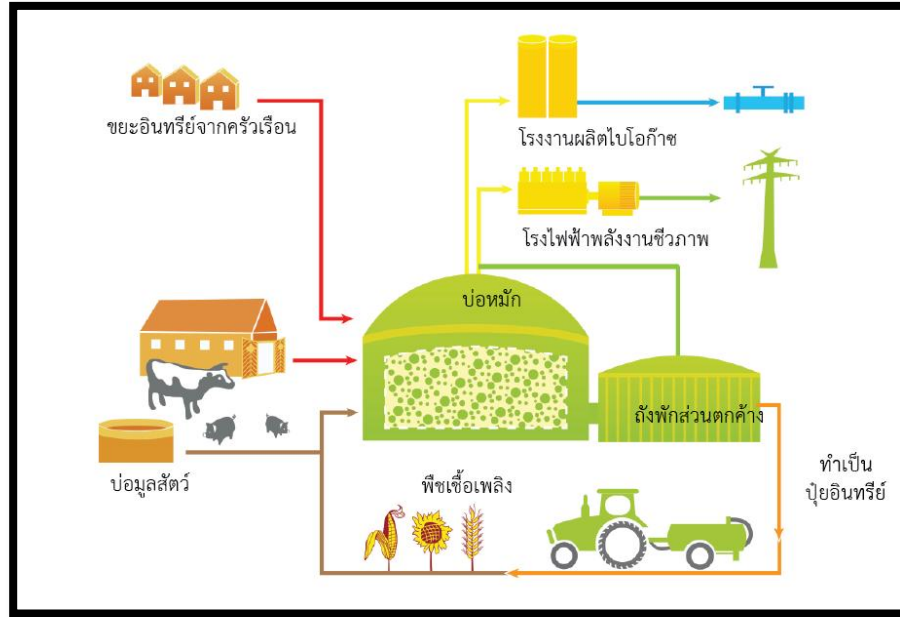 ขยะอินทรีย์จากครัวเรือน
โรงงานผลิตไบโอก๊าซ
โรงไฟฟ้าพลังงานชีวภาพ
บ่อหมัก
ถังพักส่วนตกค้าง
บ่อมูลสัตว์
พืชเชื้อเพลิง
ทำเป็น
ปุ๋ยอินทรีย์